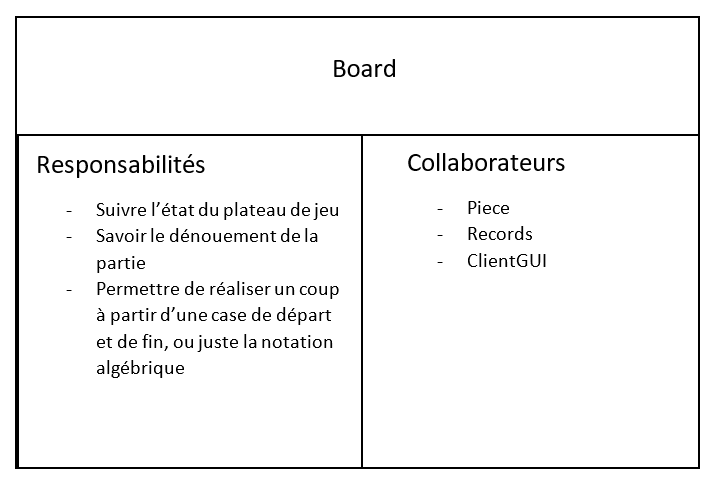 Board
Responsabilités
- Suivre l’état du plateau de jeu
- Savoir le dénouement de la
partie
- Permettre de réaliser un coup
à partir d’une case de départ
et de fin, ou juste la notation
algébrique
Collaborateurs
- Piece
- Records
- ClientGUI